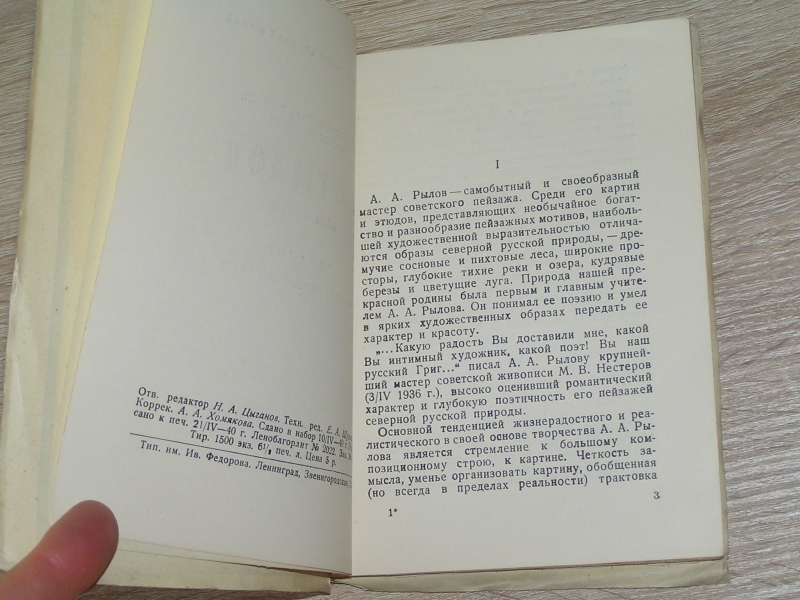 Отв. редактор Н. А. Цыганов, Техн. ред. Е. А.
Коррек. А. А. Хомякова, Сдано в набор 10/IV—40 г.
сано к печ. 21/IV—40 г. Ленобгорлит № 2022.
Тир. 1500 экз. 6¹/₈ печ. л. Цена 5 р.
Тип. им. Ив. Федорова. Ленинград, Звенигородская,
I
А. А. Рылов — самобытный и своеобразный
мастер советского пейзажа. Среди его картин
и этюдов, представляющих необычайное богат-
ство и разнообразие пейзажных мотивов, наиболь-
шей художественной выразительностью отлича-
ются образы северной русской природы, — дре-
мучие сосновые и пихтовые леса, широкие про-
сторы, глубокие тихие реки и озера, кудрявые
березы и цветущие луга. Природа нашей пре-
красной родины была первым и главным учите-
лем А. А. Рылова. Он понимал ее поэзию и умел
в ярких художественных образах передать ее
характер и красоту.
„...Какую радость Вы доставили мне, какой
Вы интимный художник, какой поэт! Вы наш
русский Григ...“ писал А. А. Рылову крупней-
ший мастер советской живописи М. В. Нестеров
(3/IV 1936 г.), высоко оценивший романтический
характер и глубокую поэтичность его пейзажей
северной русской природы.
Основной тенденцией жизнерадостного и реа-
листического в своей основе творчества А. А. Ры-
лова является стремление к большому ком-
позиционному строю, к картине. Четкость за-
мысла, уменье организовать картину, обобщенная
(но всегда в пределах реальности) трактовка
1*
3